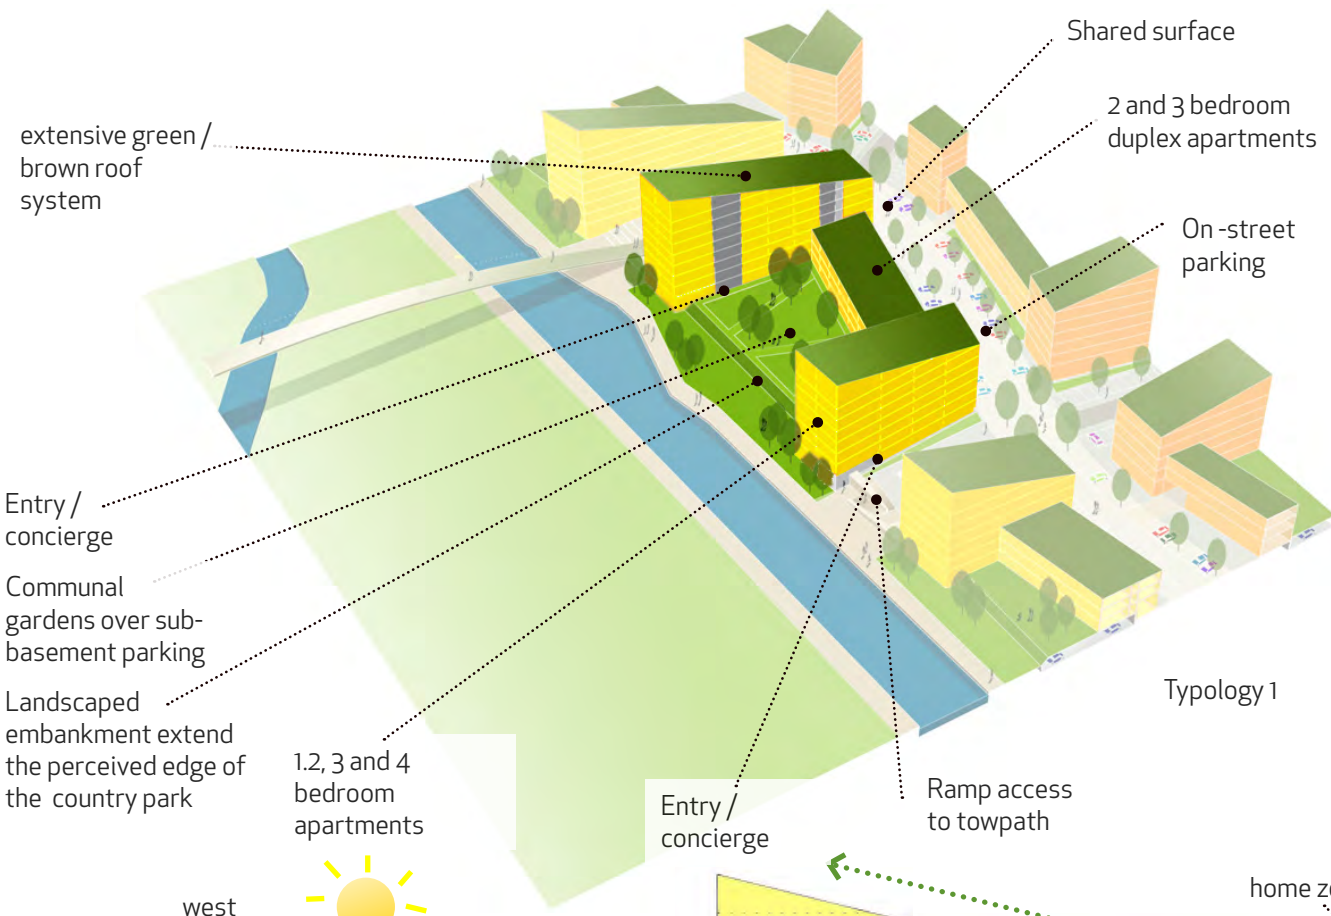 Shared surface
2 and 3 bedroom
duplex apartments
extensive green /
brown roof
system
On -street
parking
Entry /
concierge
Communal
gardens over sub-
basement parking
Landscaped
embankment extend
the perceived edge of
the country park
1.2, 3 and 4
bedroom
apartments
Entry /
concierge
Ramp access
to towpath
Typology 1
west
home